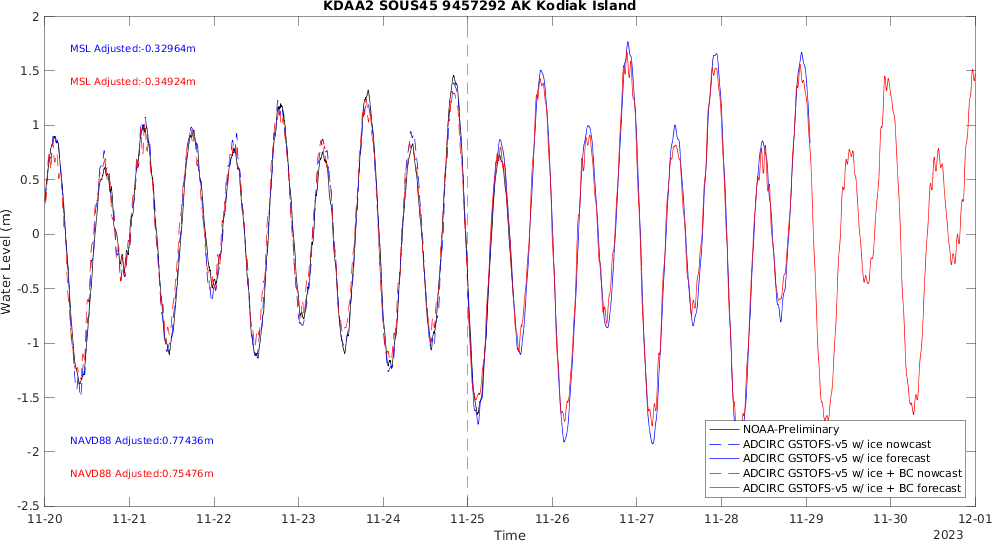 KDAA2 SOUS45 9457292 AK Kodiak Island
MSL Adjusted:-0.32964m
MSL Adjusted:-0.34924m
Water Level (m)
2
1.5
1
0.5
0
-0.5
-1
-1.5
-2
-2.5
NAVD88 Adjusted:0.77436m
NAVD88 Adjusted:0.75476m
NOAA-Preliminary
ADCIRC GSTOFS-v5 w/ ice nowcast
ADCIRC GSTOFS-v5 w/ ice forecast
ADCIRC GSTOFS-v5 w/ ice + BC nowcast
ADCIRC GSTOFS-v5 w/ ice + BC forecast
11-20 11-21 11-22 11-23 11-24 11-25 11-26 11-27 11-28 11-29 11-30 12-01
Time
2023